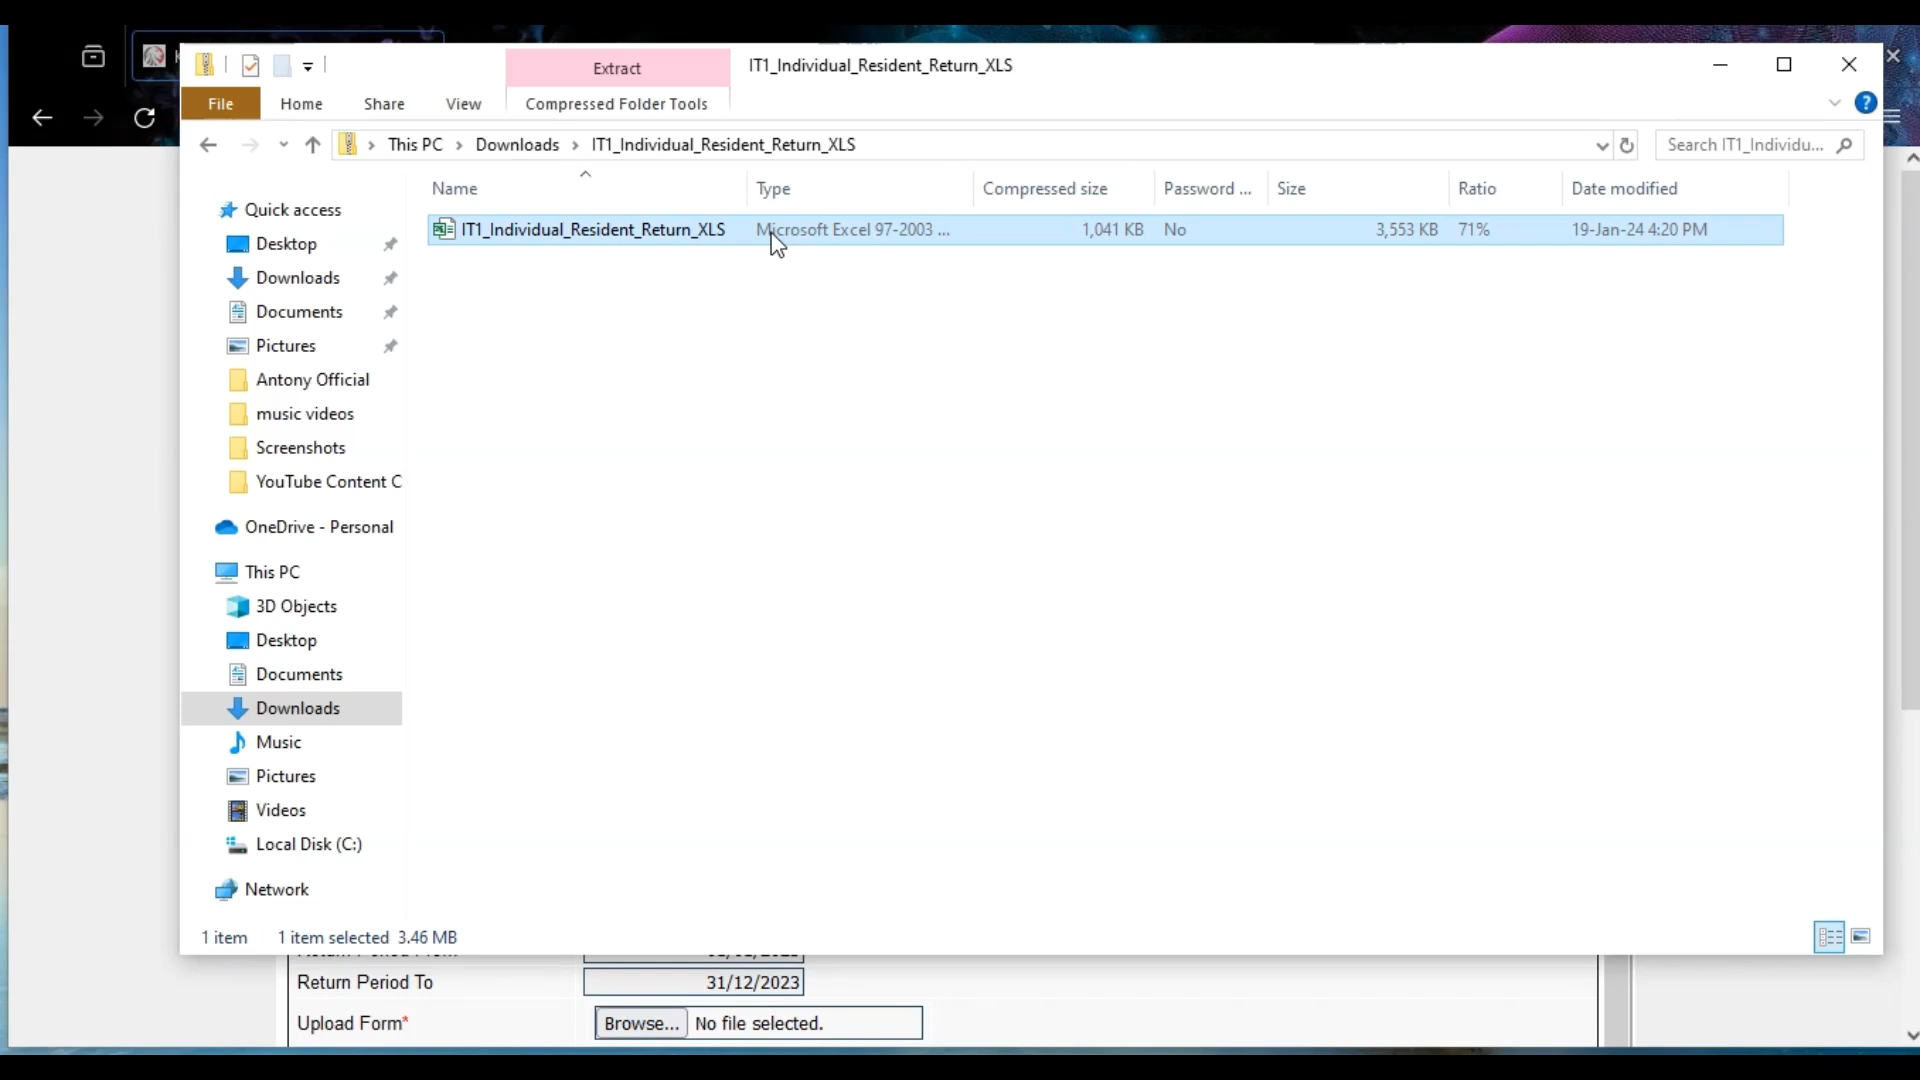 Extract
IT1_Individual_Resident_Return_XLS
File
Home
Share
View
Compressed Folder Tools
?
This PC
Downloads
IT1_Individual_Resident_Return_XLS
Search IT1_Individu...
Name
Type
Compressed size
Password ...
Size
Ratio
Date modified
IT1_Individual_Resident_Return_XLS
Microsoft Excel 97-2003 ...
1,041 KB
No
3,553 KB
71%
19-Jan-24 4:20 PM
Quick access
Desktop
Downloads
Documents
Pictures
Antony Official
music videos
Screenshots
YouTube Content C
OneDrive - Personal
This PC
3D Objects
Desktop
Documents
Downloads
Music
Pictures
Videos
Local Disk (C:)
Network
1 item
1 item selected 3.46 MB
Return Period To
31/12/2023
Upload Form*
Browse...
No file selected.